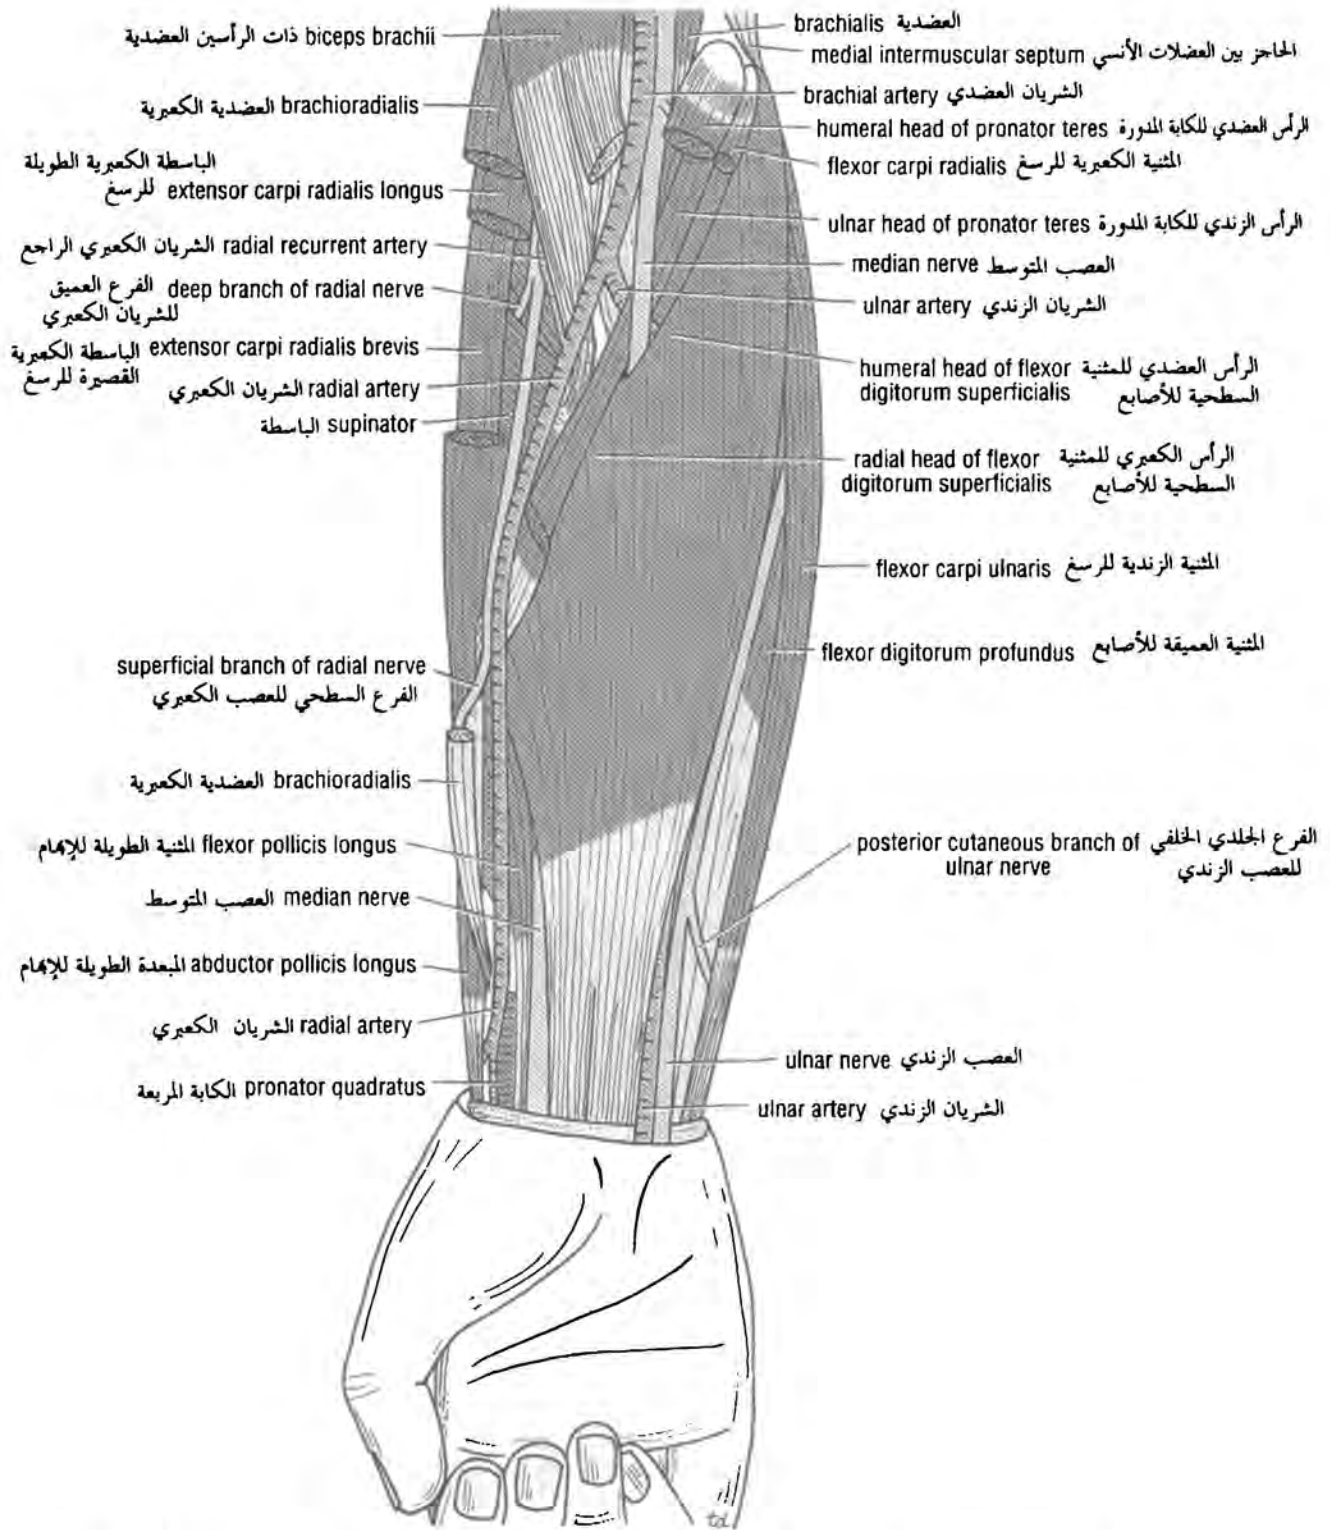 ذات الرأسين العضدية biceps brachii
العضدية الكعبرية brachioradialis
الباسطة الكعبرية الطويلة
للرسغ extensor carpi radialis longus
الشريان الكعبري الراجع radial recurrent artery
الفرع العميق deep branch of radial nerve
للشريان الكعبري
الباسطة الكعبرية extensor carpi radialis brevis
القصيرة للرسغ
الشريان الكعبري radial artery
الباسطة supinator
superficial branch of radial nerve
الفرع السطحي للعصب الكعبري
العضدية الكعبرية brachioradialis
المثنية الطويلة للإبهام flexor pollicis longus
العصب المتوسط median nerve
المبعدة الطويلة للإبهام abductor pollicis longus
الشريان الكعبري radial artery
الكابة المربعة pronator quadratus
brachialis العضدية
medial intermuscular septum الحاجز بين العضلات الأنسي
brachial artery الشريان العضدي
humeral head of pronator teres الرأس العضدي للكابة المدورة
flexor carpi radialis المثنية الكعبرية للرسغ
ulnar head of pronator teres الرأس الزندي للكابة المدورة
median nerve العصب المتوسط
ulnar artery الشريان الزندي
humeral head of flexor الرأس العضدي للمثنية
digitorum superficialis السطحية للأصابع
radial head of flexor الرأس الكعبري للمثنية
digitorum superficialis السطحية للأصابع
flexor carpi ulnaris المثنية الزندية للرسغ
flexor digitorum profundus المثنية العميقة للأصابع
posterior cutaneous branch of الفرع الجلدي الخلفي
ulnar nerve للعصب الزندي
ulnar nerve العصب الزندي
ulnar artery الشريان الزندي
td